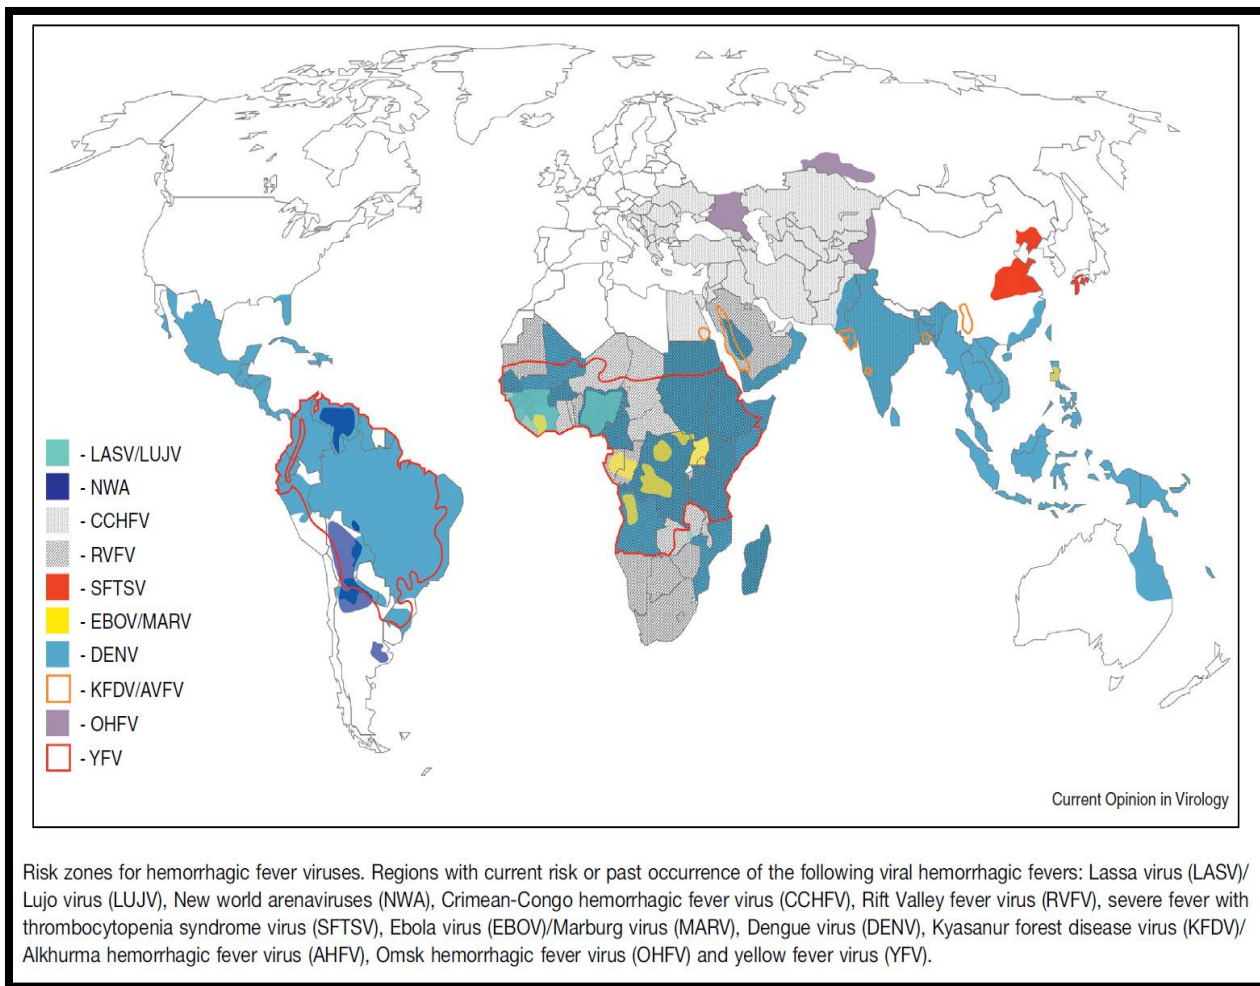 - LASV/LUJV
- NWA
- CCHFV
- RVFV
- SFTSV
- EBOV/MARV
- DENV
- KFDV/AVFV
- OHFV
- YFV
Current Opinion in Virology
Risk zones for hemorrhagic fever viruses. Regions with current risk or past occurrence of the following viral hemorrhagic fevers: Lassa virus (LASV)/
Lujo virus (LUJV), New world arenaviruses (NWA), Crimean-Congo hemorrhagic fever virus (CCHFV), Rift Valley fever virus (RVFV), severe fever with
thrombocytopenia syndrome virus (SFTSV), Ebola virus (EBOV)/Marburg virus (MARV), Dengue virus (DENV), Kyasanur forest disease virus (KFDV)/
Alkhurma hemorrhagic fever virus (AHFV), Omsk hemorrhagic fever virus (OHFV) and yellow fever virus (YFV).